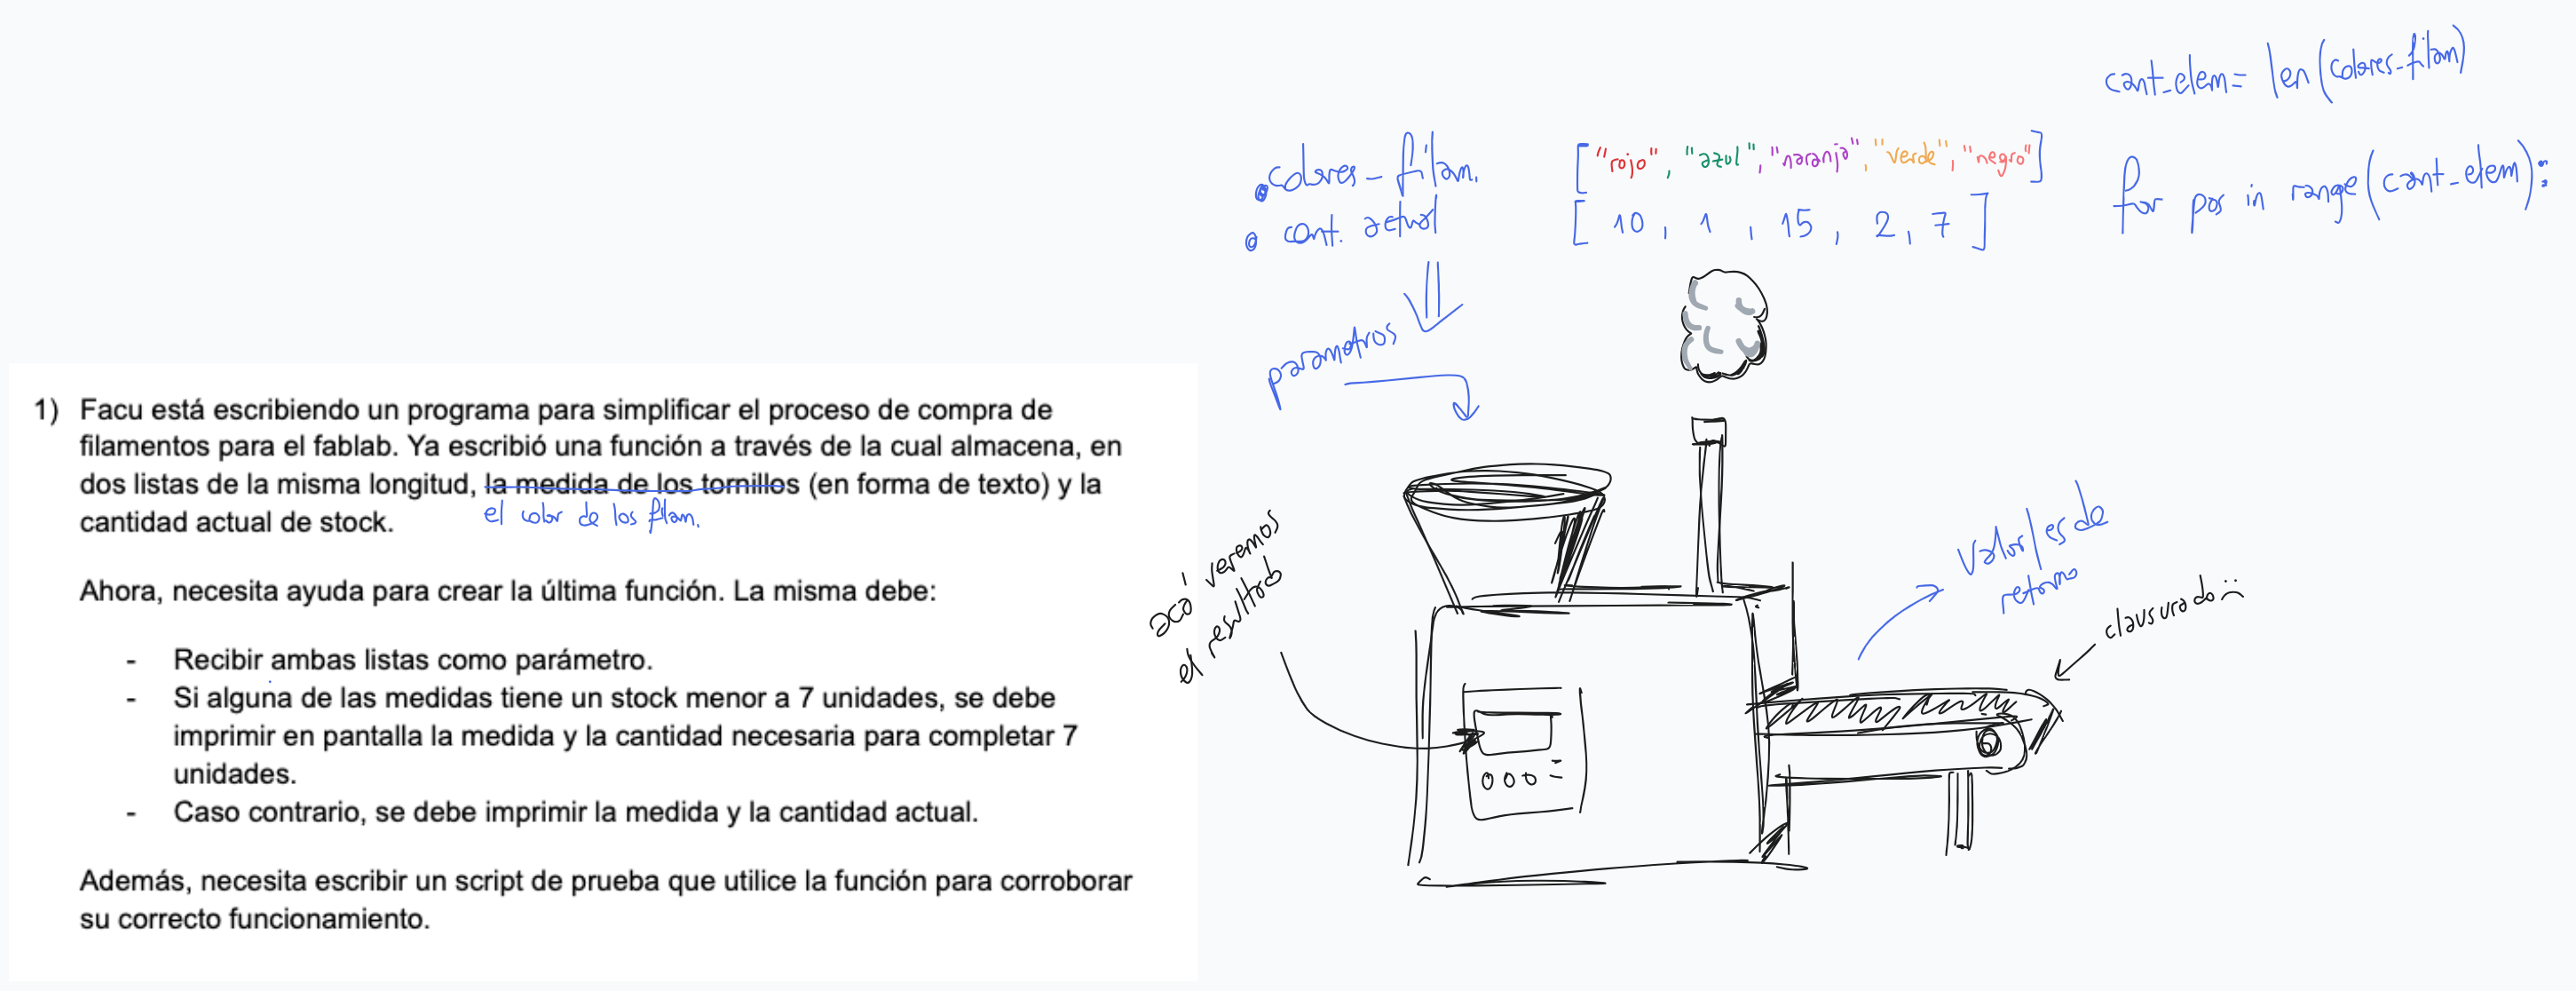 1) Facu está escribiendo un programa para simplificar el proceso de compra de
filamentos para el fablab. Ya escribió una función a través de la cual almacena, en
dos listas de la misma longitud, la medida de los tornillos (en forma de texto) y la
el color de los filam.
cantidad actual de stock.
Ahora, necesita ayuda para crear la última función. La misma debe:
- Recibir ambas listas como parámetro.
- Si alguna de las medidas tiene un stock menor a 7 unidades, se debe
imprimir en pantalla la medida y la cantidad necesaria para completar 7
unidades.
- Caso contrario, se debe imprimir la medida y la cantidad actual.
Además, necesita escribir un script de prueba que utilice la función para corroborar
su correcto funcionamiento.
colores_filam.
cant. actual
["rojo", "azul", "naranja", "verde", "negro"]
[ 10, 1, 15, 2, 7 ]
cant_elem= len(colores_filam)
for pos in range(cant_elem):
parametros
acá veremos
el resultado
valor/es de
retorno
clausurado :(